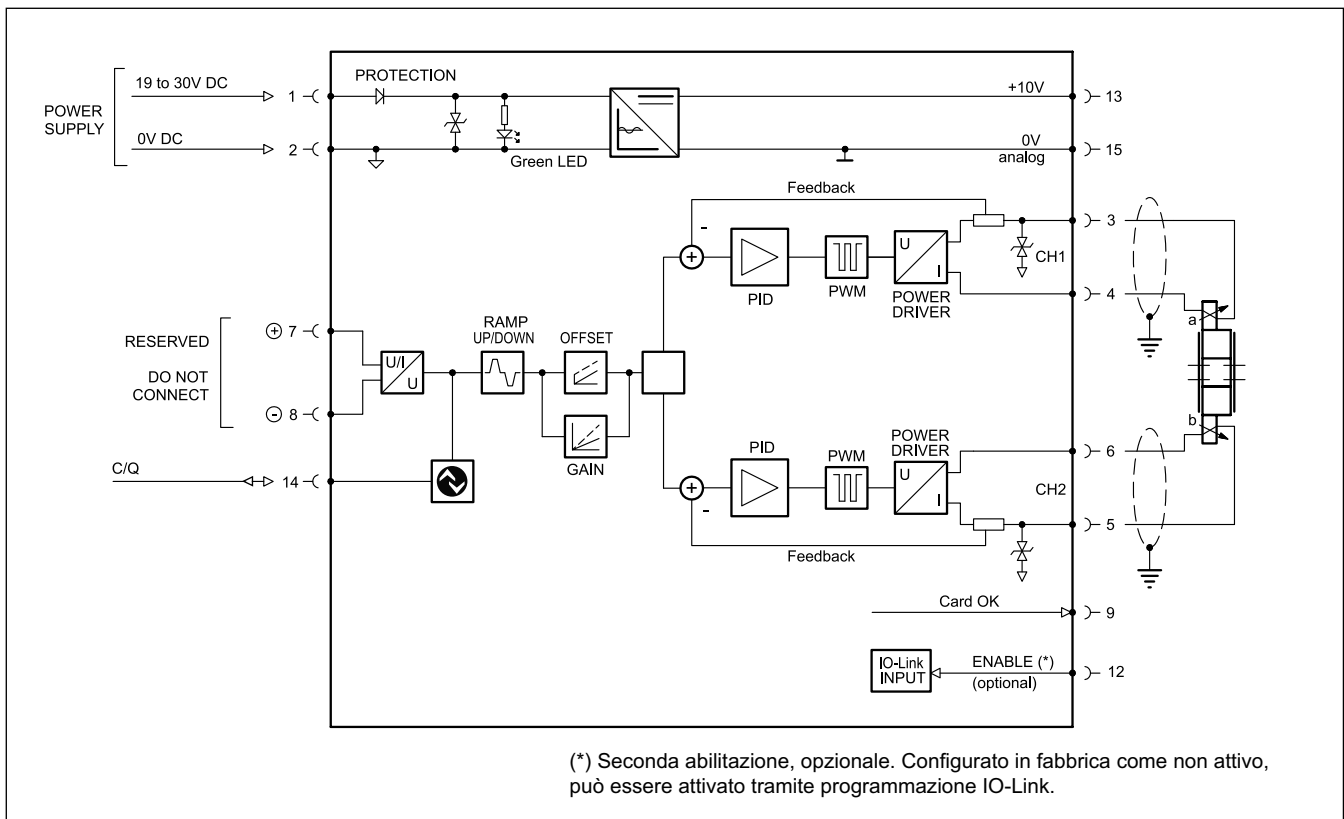 POWER
SUPPLY
19 to 30V DC
1
0V DC
2
PROTECTION
Green LED
+10V
13
0V
analog
15
Feedback
-
+
PID
PWM
U
I
POWER
DRIVER
CH1
3
4
a
RESERVED
DO NOT
CONNECT
+ 7
- 8
U/I
U
RAMP
UP/DOWN
OFFSET
GAIN
C/Q
14
+
-
PID
PWM
POWER
DRIVER
U
I
CH2
Feedback
6
5
b
Card OK
9
IO-Link
INPUT
ENABLE (*)
(optional)
12
(*) Seconda abilitazione, opzionale. Configurato in fabbrica come non attivo,
può essere attivato tramite programmazione IO-Link.